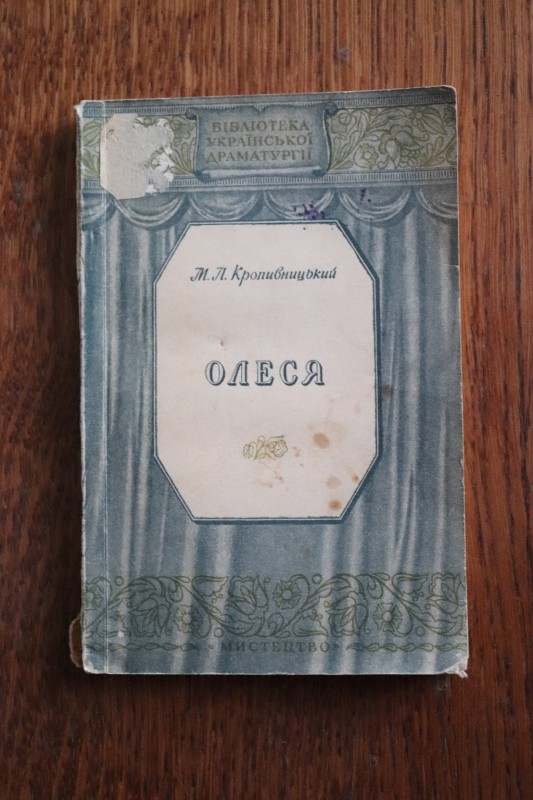 БІБЛІОТЕКА
УКРАЇНСЬКОЇ
ДРАМАТУРГІЇ
М. Л. Кропивницький
ОЛЕСЯ
МИСТЕЦТВО